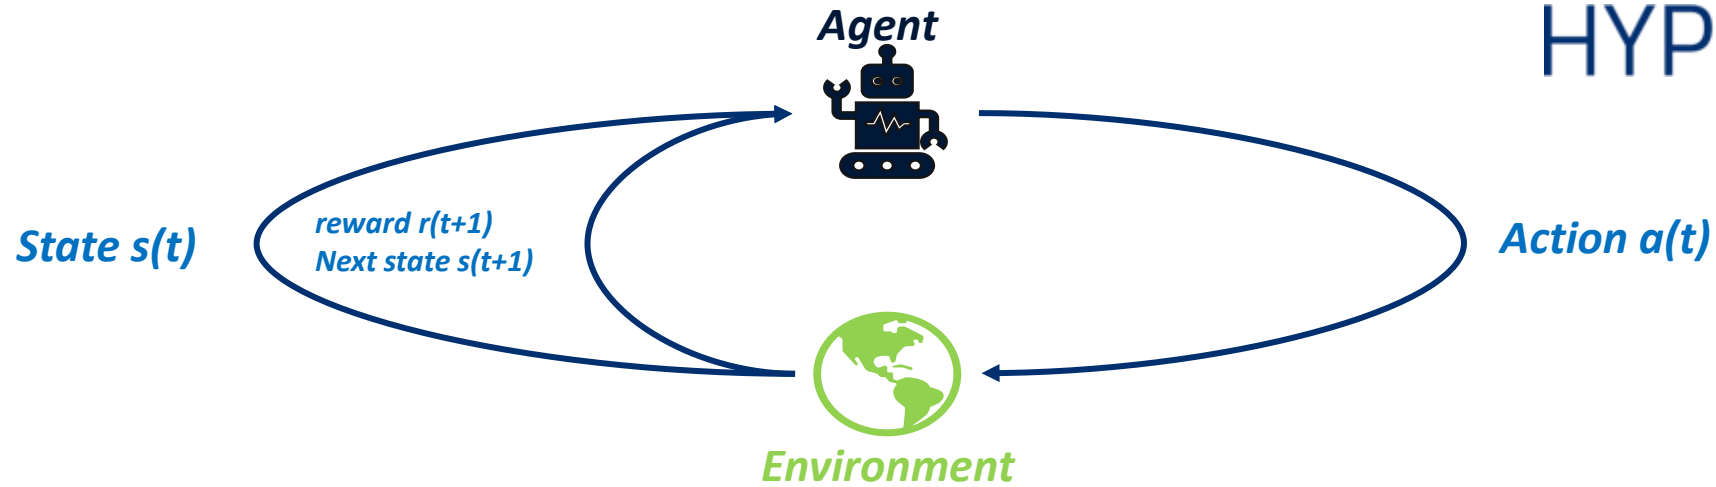 Agent
HYP
reward r(t+1)
Next state s(t+1)
State s(t)
Action a(t)
Environment